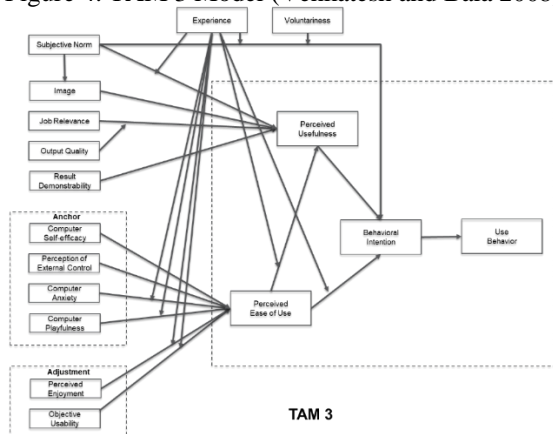 Figure 4. TAM 3 Model (Venkatesh and Bala 2008
Experience
Voluntariness
Subjective Norm
Image
Job Relevance
Output Quality
Result
Demonstrability
Perceived
Usefulness
Anchor
Computer
Self-efficacy
Perception of
External Control
Computer
Anxiety
Computer
Playfulness
Behavioral
Intention
Use
Behavior
Perceived
Ease of Use
Adjustment
Perceived
Enjoyment
Objective
Usability
TAM 3